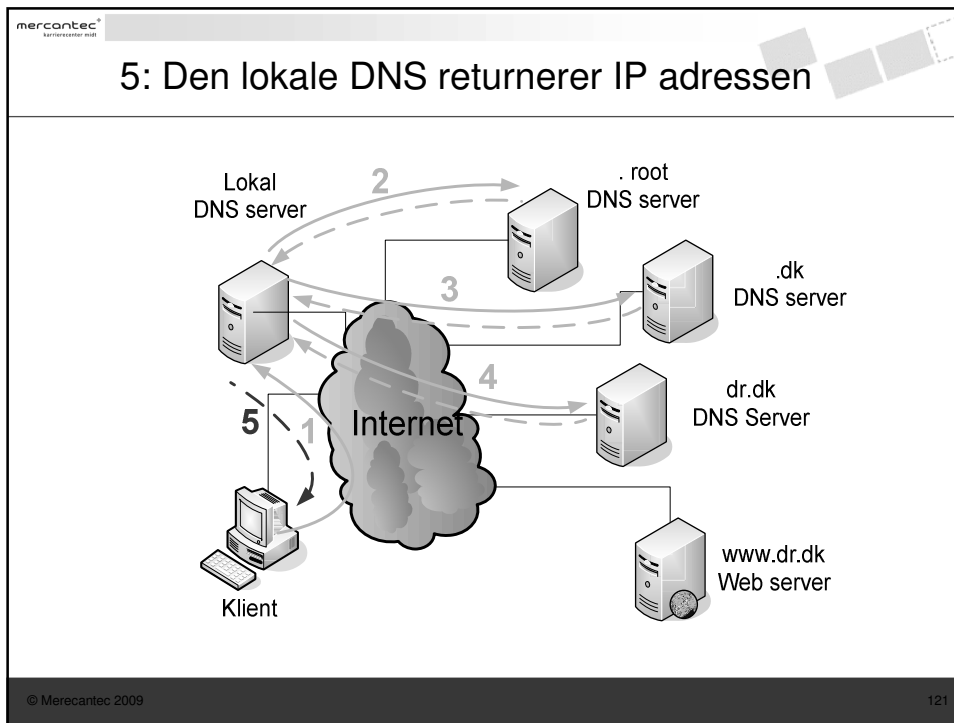 mercantec+
karrierecenter midt
5: Den lokale DNS returnerer IP adressen
Lokal
DNS server
2
. root
DNS server
3
.dk
DNS server
4
dr.dk
DNS Server
5
1
Internet
www.dr.dk
Web server
Klient
© Merecantec 2009
121